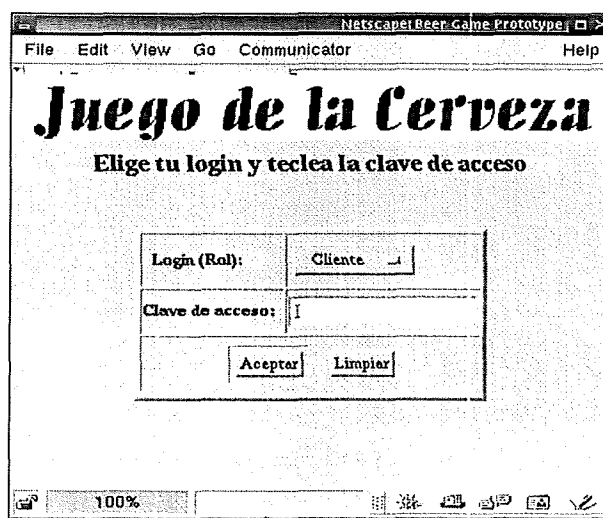 Netscape: Beer Game Prototype
File Edit View Go Communicator Help
Juego de la Cerveza
Elige tu login y teclea la clave de acceso
Login (Rol): Cliente
Clave de acceso:
Aceptar Limpiar
100%